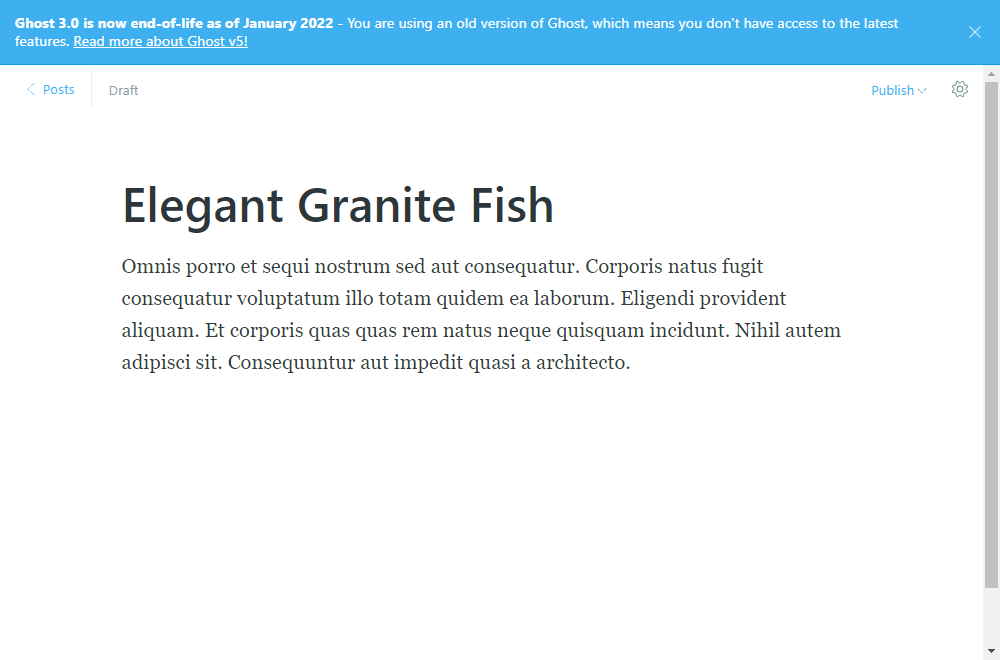 Ghost 3.0 is now end-of-life as of January 2022 - You are using an old version of Ghost, which means you don't have access to the latest
features. Read more about Ghost v5!
Posts
Draft
Publish
Elegant Granite Fish
Omnis porro et sequi nostrum sed aut consequatur. Corporis natus fugit
consequatur voluptatum illo totam quidem ea laborum. Eligendi provident
aliquam. Et corporis quas quas rem natus neque quisquam incidunt. Nihil autem
adipisci sit. Consequuntur aut impedit quasi a architecto.